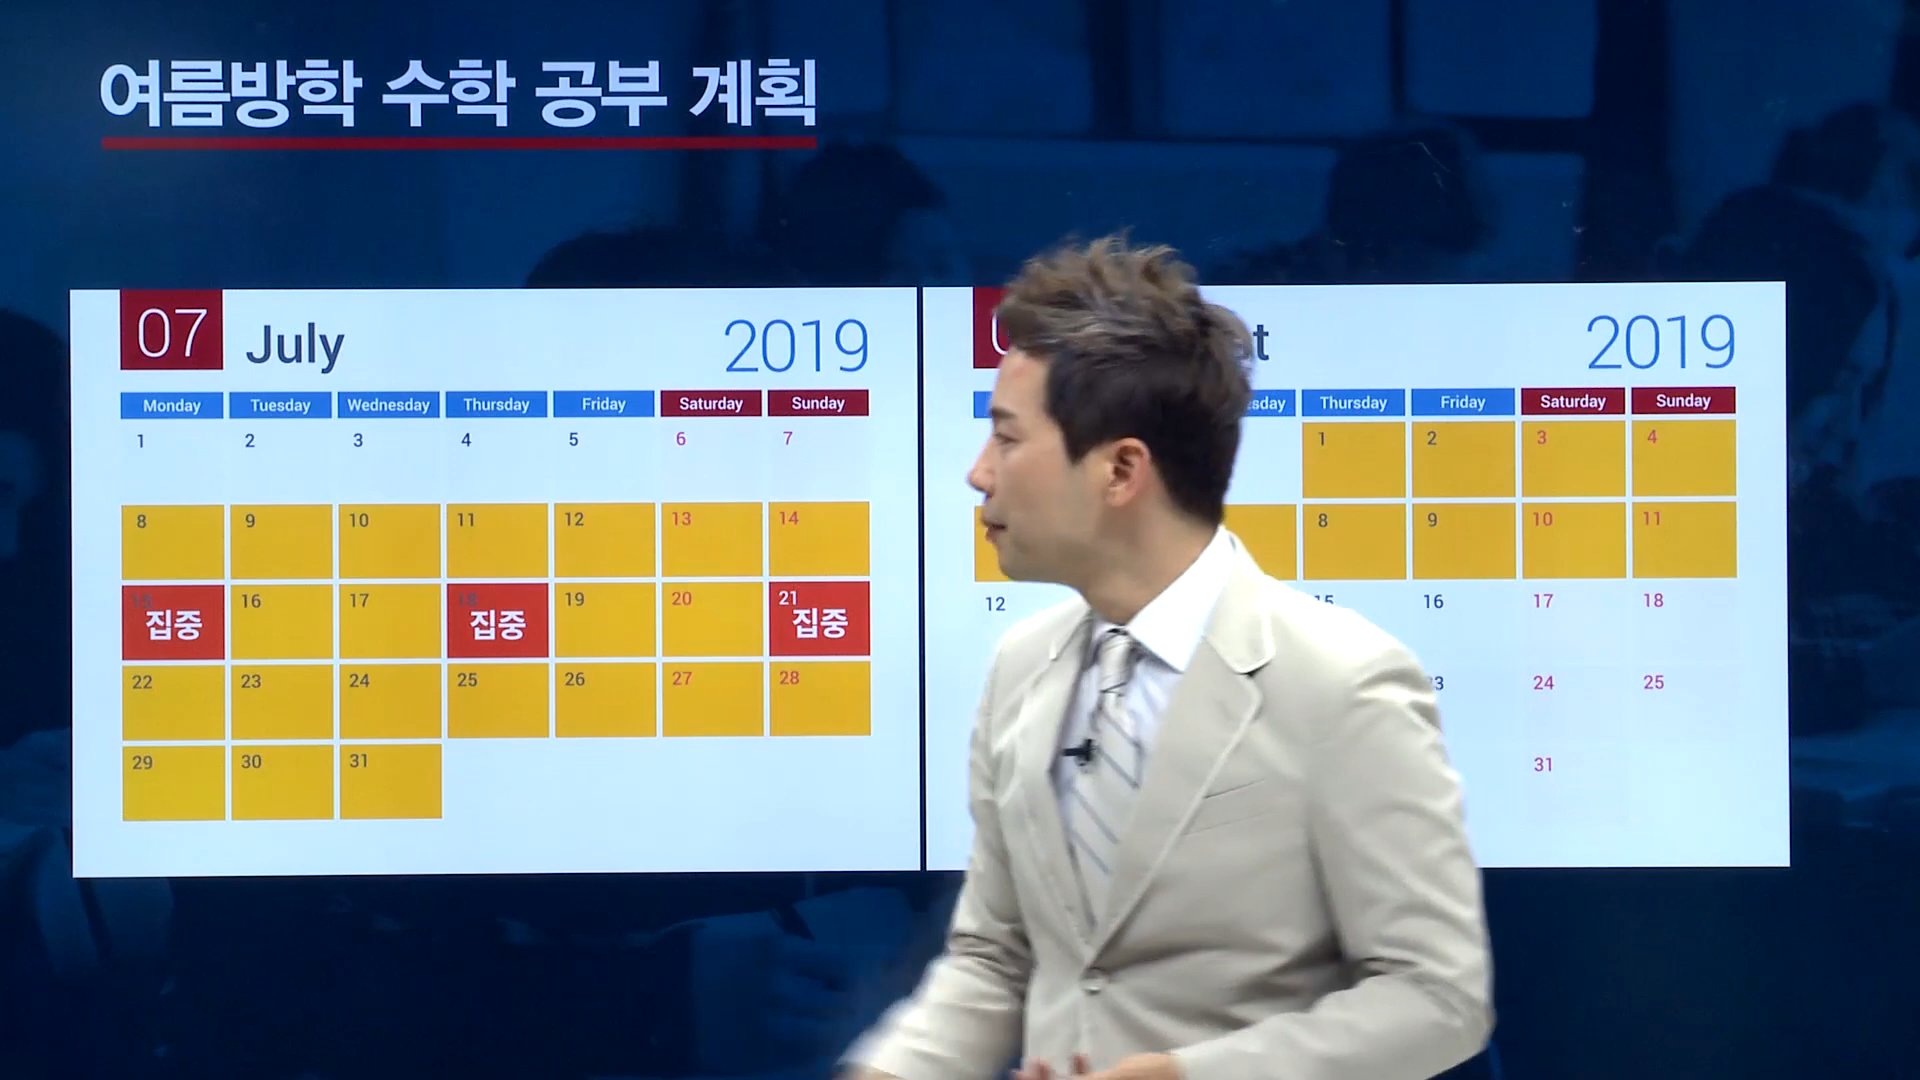 여름방학 수학 공부 계획
07 July 2019
Monday Tuesday Wednesday Thursday Friday Saturday Sunday
1 2 3 4 5 6 7
8 9 10 11 12 13 14
15 집중 16 17 18 집중 19 20 21 집중
22 23 24 25 26 27 28
29 30 31
2019
Thursday Friday Saturday Sunday
1 2 3 4
8 9 10 11
12 15 16 17 18
24 25
31